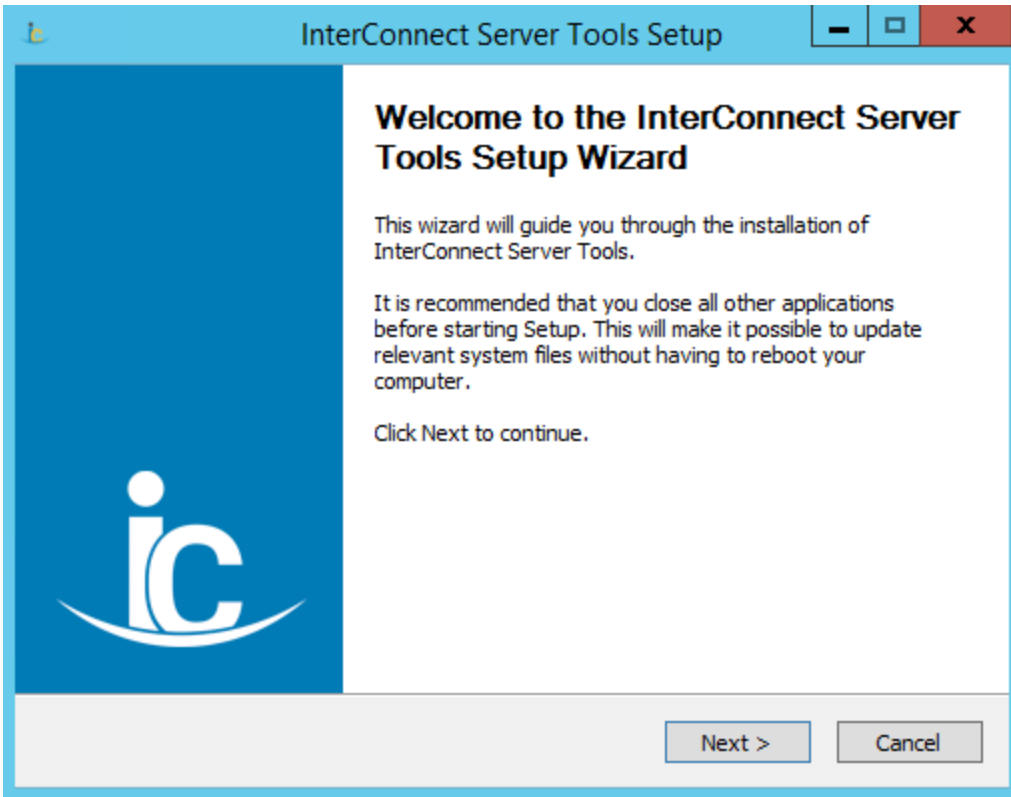 InterConnect Server Tools Setup
Welcome to the InterConnect Server
Tools Setup Wizard
This wizard will guide you through the installation of
InterConnect Server Tools.
It is recommended that you close all other applications
before starting Setup. This will make it possible to update
relevant system files without having to reboot your
computer.
Click Next to continue.
ic
Next >
Cancel